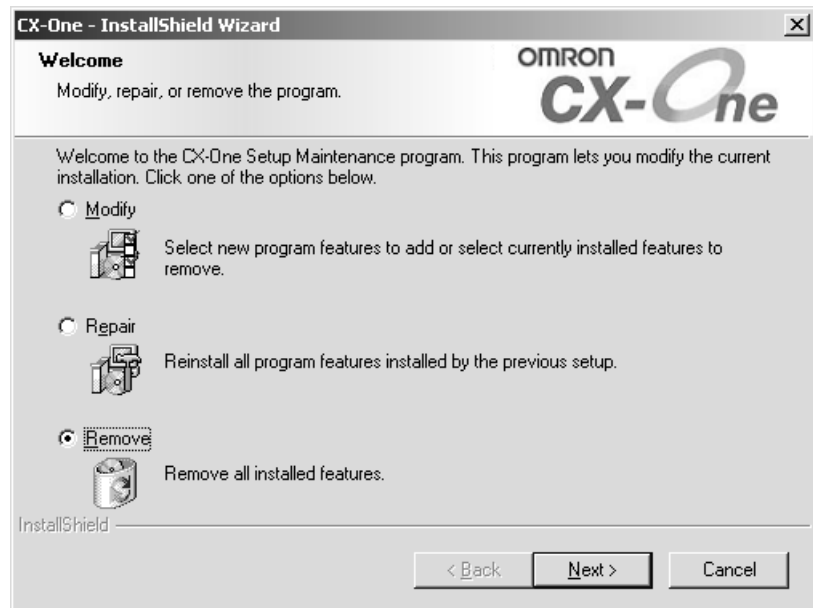 CX-One - InstallShield Wizard
Welcome
Modify, repair, or remove the program.
OMRON
CX-One
Welcome to the CX-One Setup Maintenance program. This program lets you modify the current
installation. Click one of the options below.
Modify
Select new program features to add or select currently installed features to
remove.
Repair
Reinstall all program features installed by the previous setup.
Remove
Remove all installed features.
InstallShield
< Back
Next >
Cancel